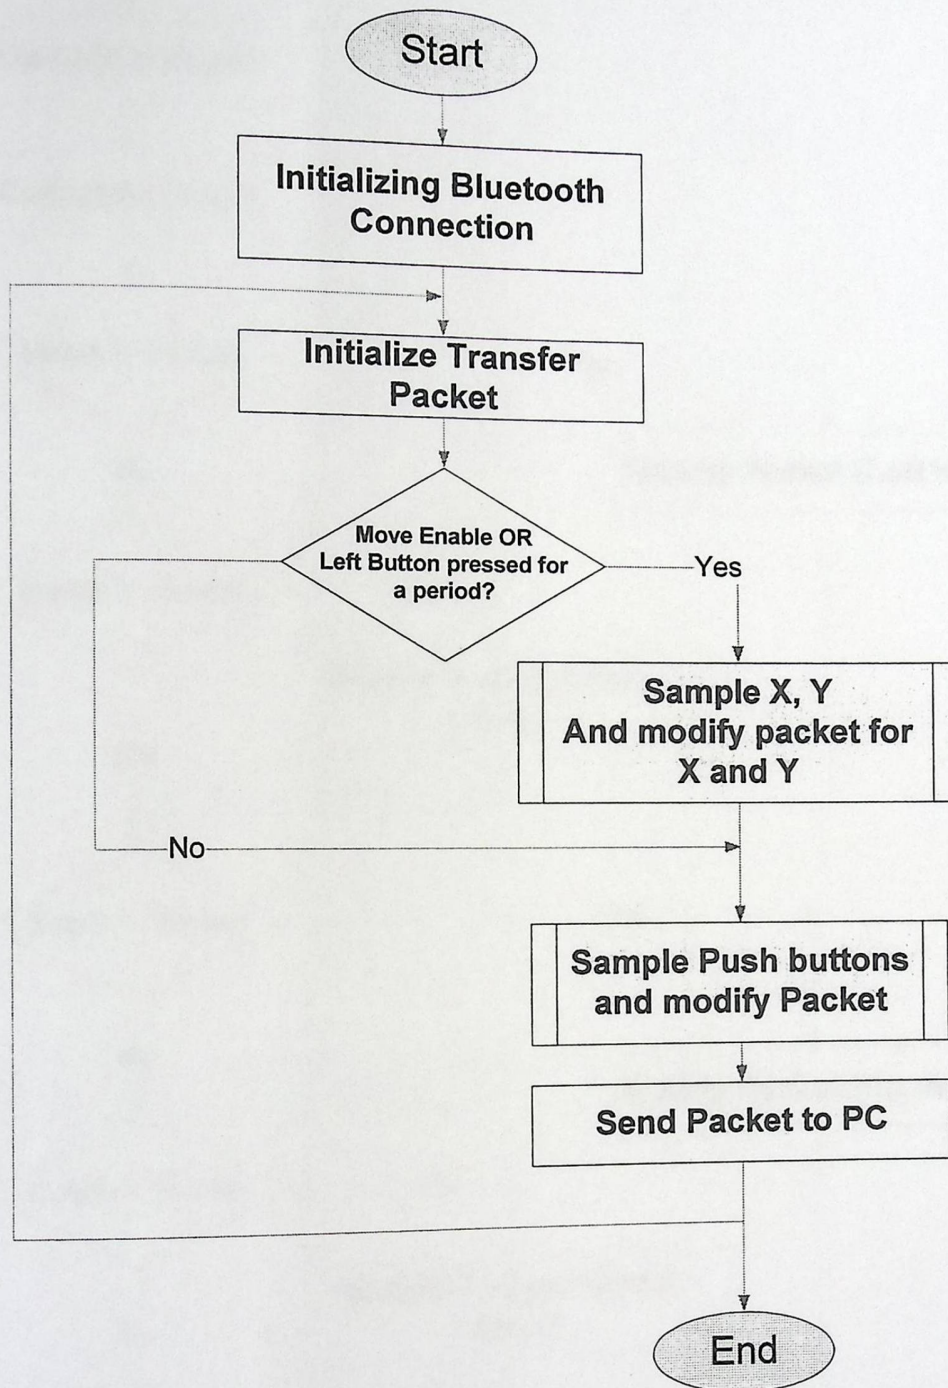 Start
Initializing Bluetooth
Connection
Initialize Transfer
Packet
Move Enable OR
Left Button pressed for
a period?
Yes
Sample X, Y
And modify packet for
X and Y
No
Sample Push buttons
and modify Packet
Send Packet to PC
End